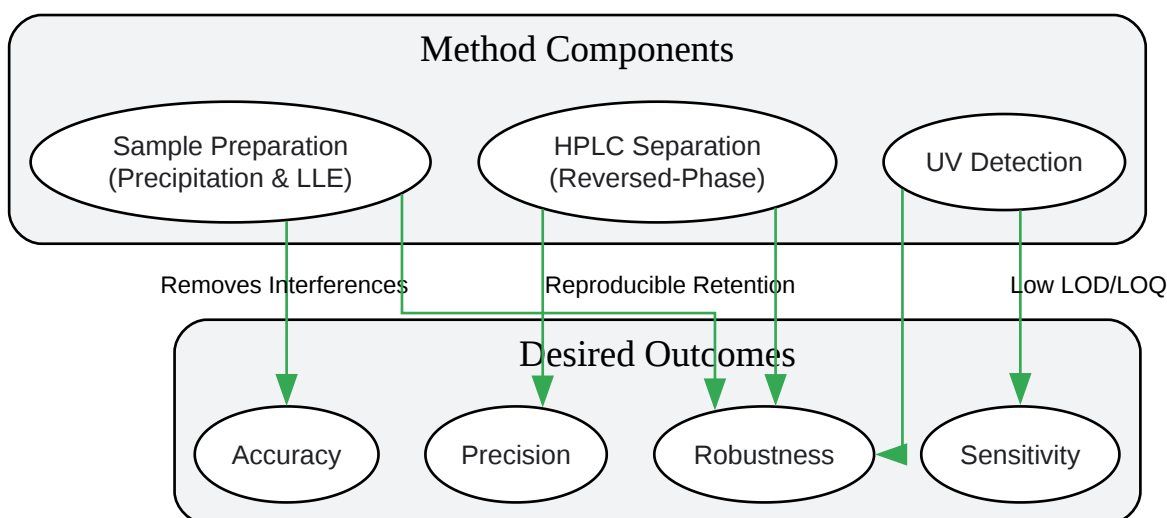 Method Components
Sample Preparation
(Precipitation & LLE)
HPLC Separation
(Reversed-Phase)
UV Detection
Removes Interferences
Reproducible Retention
Low LOD/LOQ
Desired Outcomes
Accuracy
Precision
Robustness
Sensitivity